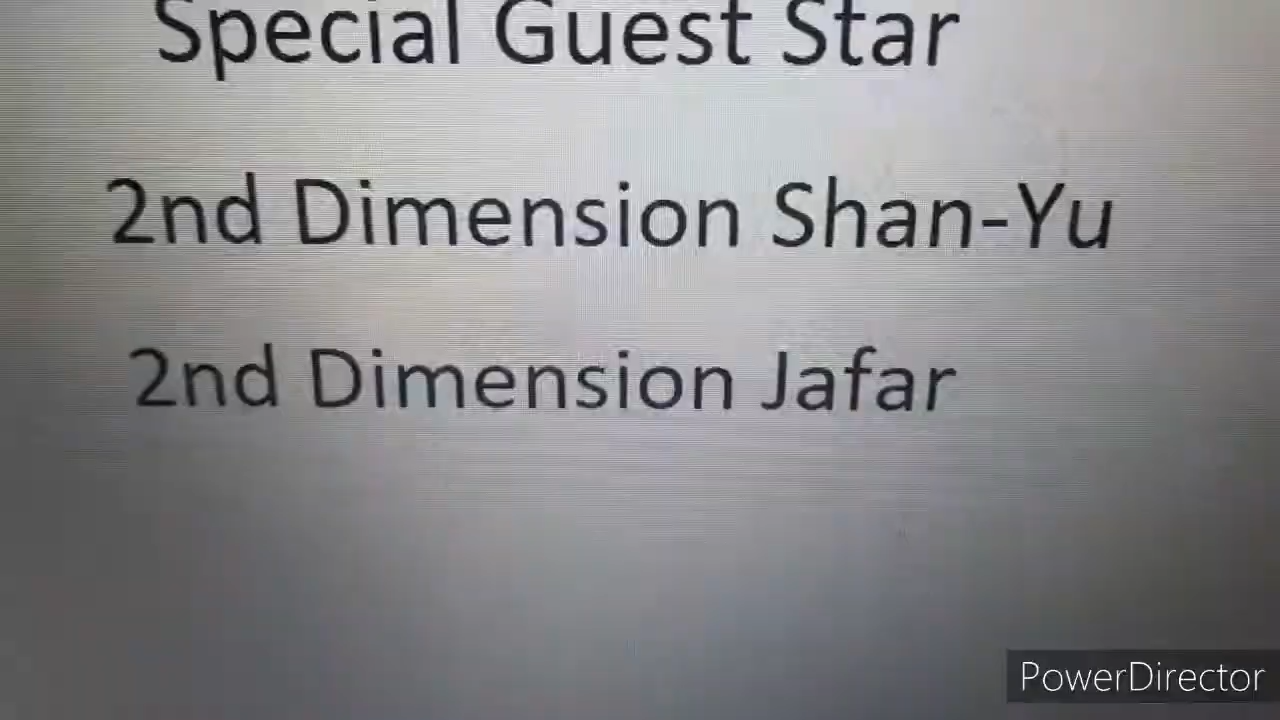 Special Guest Star
2nd Dimension Shan-Yu
2nd Dimension Jafar
PowerDirector